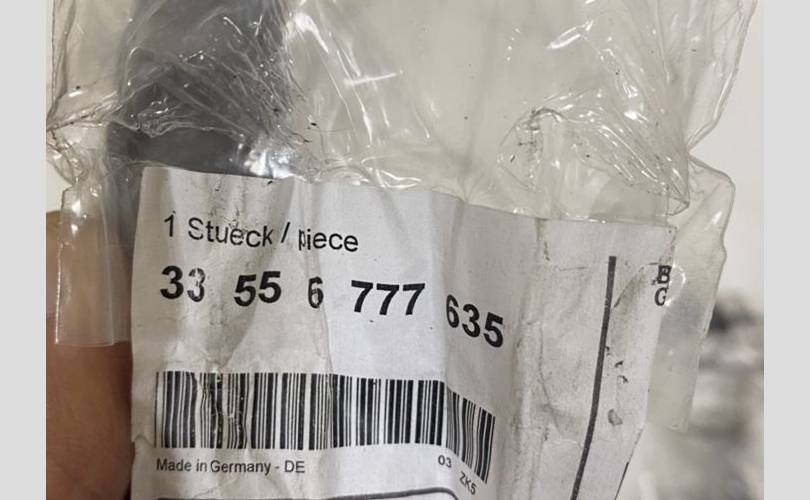 1 Stueck / piece
33 55 6 777 635
Made in Germany - DE
03 ZK5
B
G